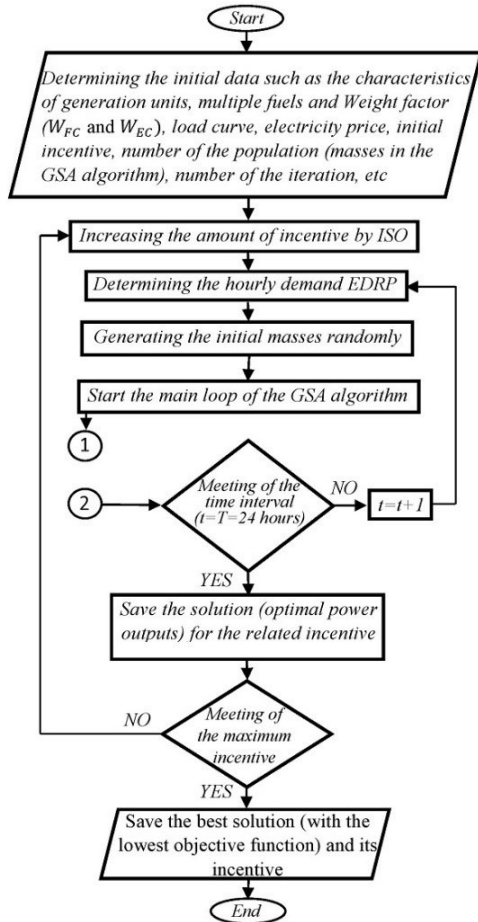 Start
Determining the initial data such as the characteristics
of generation units, multiple fuels and Weight factor
(W_FC and W_EC), load curve, electricity price, initial
incentive, number of the population (masses in the
GSA algorithm), number of the iteration, etc
Increasing the amount of incentive by ISO
Determining the hourly demand EDRP
Generating the initial masses randomly
Start the main loop of the GSA algorithm
1
2
Meeting of the
time interval
(t=T=24 hours)
NO
t=t+1
YES
Save the solution (optimal power
outputs) for the related incentive
NO
Meeting of
the maximum
incentive
YES
Save the best solution (with the
lowest objective function) and its
incentive
End